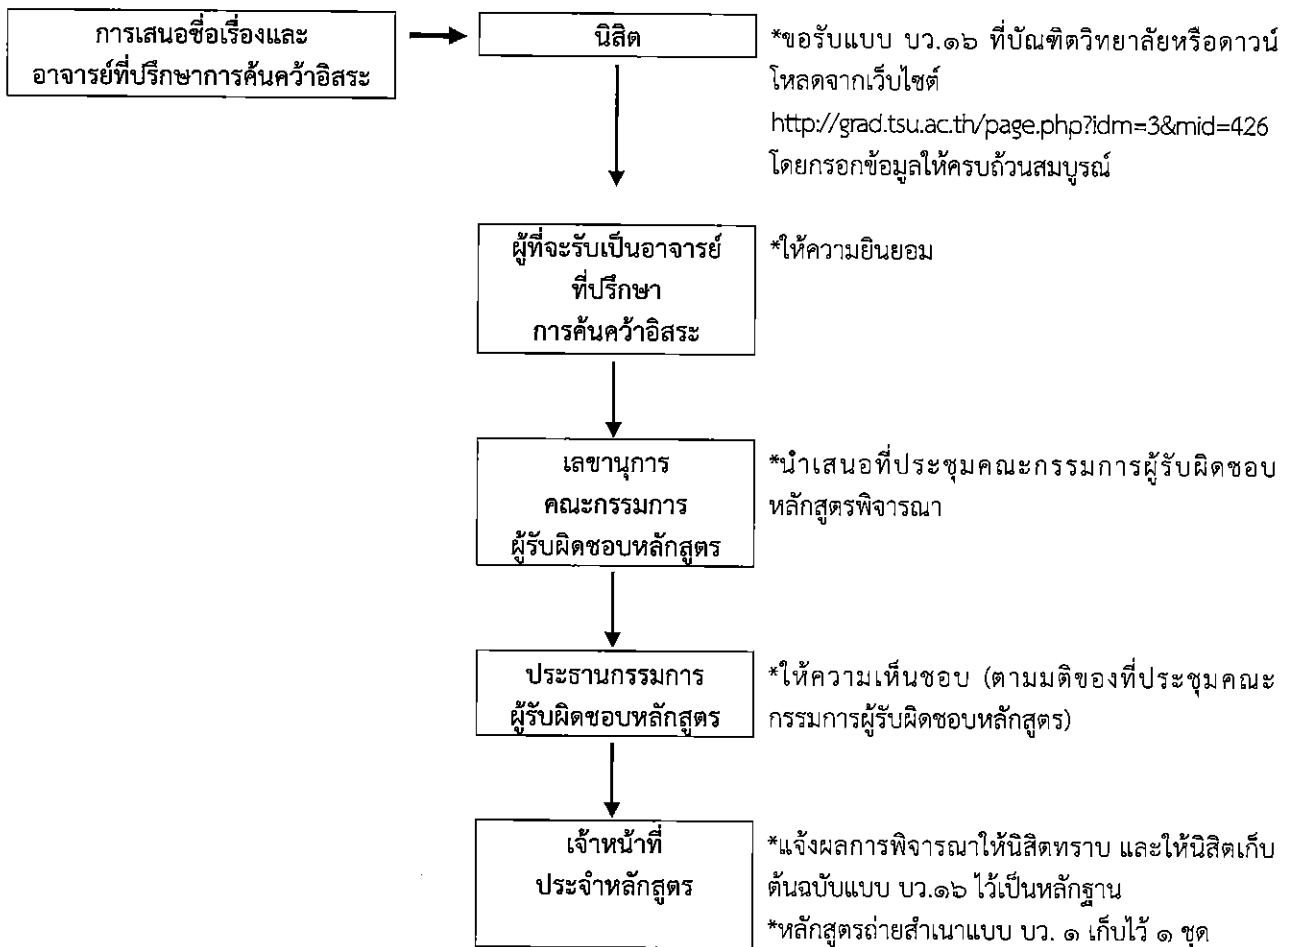 การเสนอชื่อเรื่องและ
อาจารย์ที่ปรึกษาการค้นคว้าอิสระ
นิสิต
*ขอรับแบบ บว.๑๖ ที่บัณฑิตวิทยาลัยหรือดาวน์
โหลดจากเว็บไซต์
http://grad.tsu.ac.th/page.php?idm=3&mid=426
โดยกรอกข้อมูลให้ครบถ้วนสมบูรณ์
ผู้ที่จะรับเป็นอาจารย์
ที่ปรึกษา
การค้นคว้าอิสระ
*ให้ความยินยอม
เลขานุการ
คณะกรรมการ
ผู้รับผิดชอบหลักสูตร
*นำเสนอที่ประชุมคณะกรรมการผู้รับผิดชอบ
หลักสูตรพิจารณา
ประธานกรรมการ
ผู้รับผิดชอบหลักสูตร
*ให้ความเห็นชอบ (ตามมติของที่ประชุมคณะ
กรรมการผู้รับผิดชอบหลักสูตร)
เจ้าหน้าที่
ประจำหลักสูตร
*แจ้งผลการพิจารณาให้นิสิตทราบ และให้นิสิตเก็บ
ต้นฉบับแบบ บว.๑๖ ไว้เป็นหลักฐาน
*หลักสูตรถ่ายสำเนาแบบ บว. ๑ เก็บไว้ ๑ ชุด